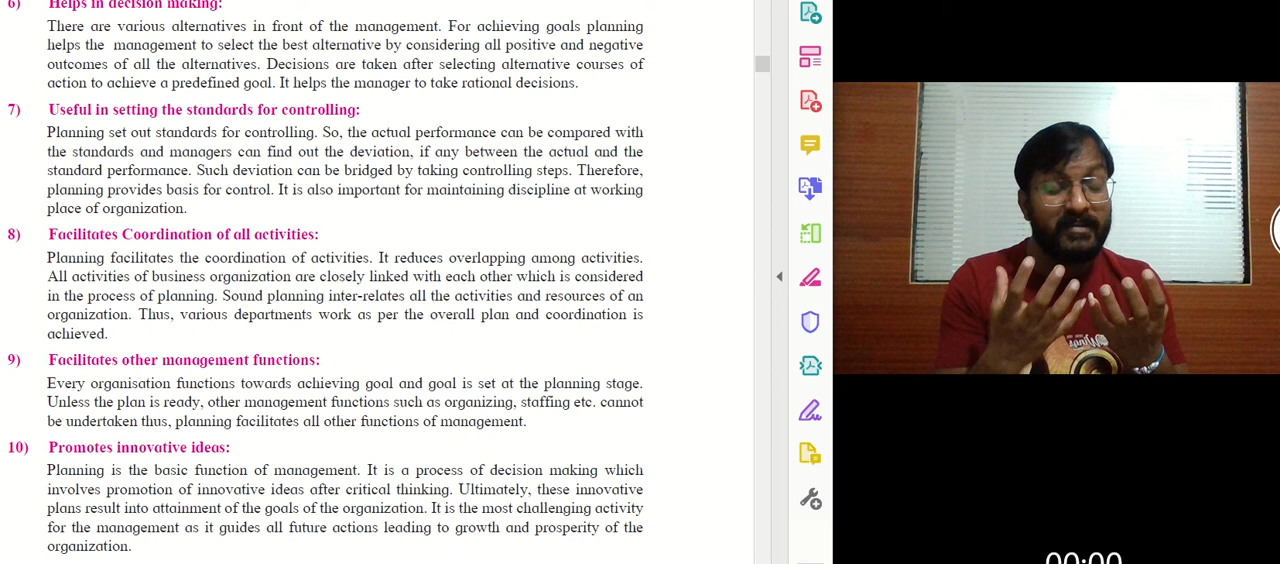 6) Helps in decision making:
There are various alternatives in front of the management. For achieving goals planning
helps the management to select the best alternative by considering all positive and negative
outcomes of all the alternatives. Decisions are taken after selecting alternative courses of
action to achieve a predefined goal. It helps the manager to take rational decisions.
7) Useful in setting the standards for controlling:
Planning set out standards for controlling. So, the actual performance can be compared with
the standards and managers can find out the deviation, if any between the actual and the
standard performance. Such deviation can be bridged by taking controlling steps. Therefore,
planning provides basis for control. It is also important for maintaining discipline at working
place of organization.
8) Facilitates Coordination of all activities:
Planning facilitates the coordination of activities. It reduces overlapping among activities.
All activities of business organization are closely linked with each other which is considered
in the process of planning. Sound planning inter-relates all the activities and resources of an
organization. Thus, various departments work as per the overall plan and coordination is
achieved.
9) Facilitates other management functions:
Every organisation functions towards achieving goal and goal is set at the planning stage.
Unless the plan is ready, other management functions such as organizing, staffing etc. cannot
be undertaken thus, planning facilitates all other functions of management.
10) Promotes innovative ideas:
Planning is the basic function of management. It is a process of decision making which
involves promotion of innovative ideas after critical thinking. Ultimately, these innovative
plans result into attainment of the goals of the organization. It is the most challenging activity
for the management as it guides all future actions leading to growth and prosperity of the
organization.
Wings
00:00